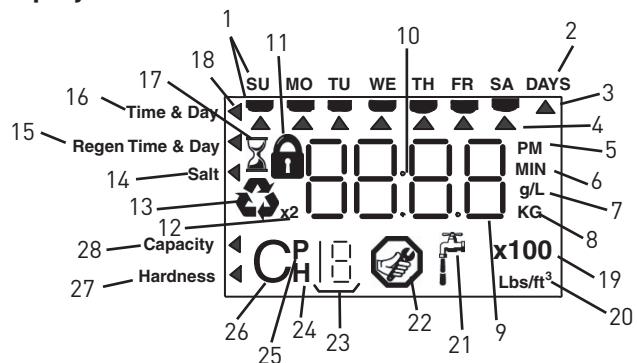 1 11 10 2
SU MO TU WE TH FR SA DAYS
18
17
16 Time & Day 3
4
15 Regen Time & Day PM 5
14 Salt MIN 6
13 g/L 7
12 x2 KG 8
28 Capacity C P H x100 19
27 Hardness Lbs/ft³ 20
26 25 24 23 22 21 9